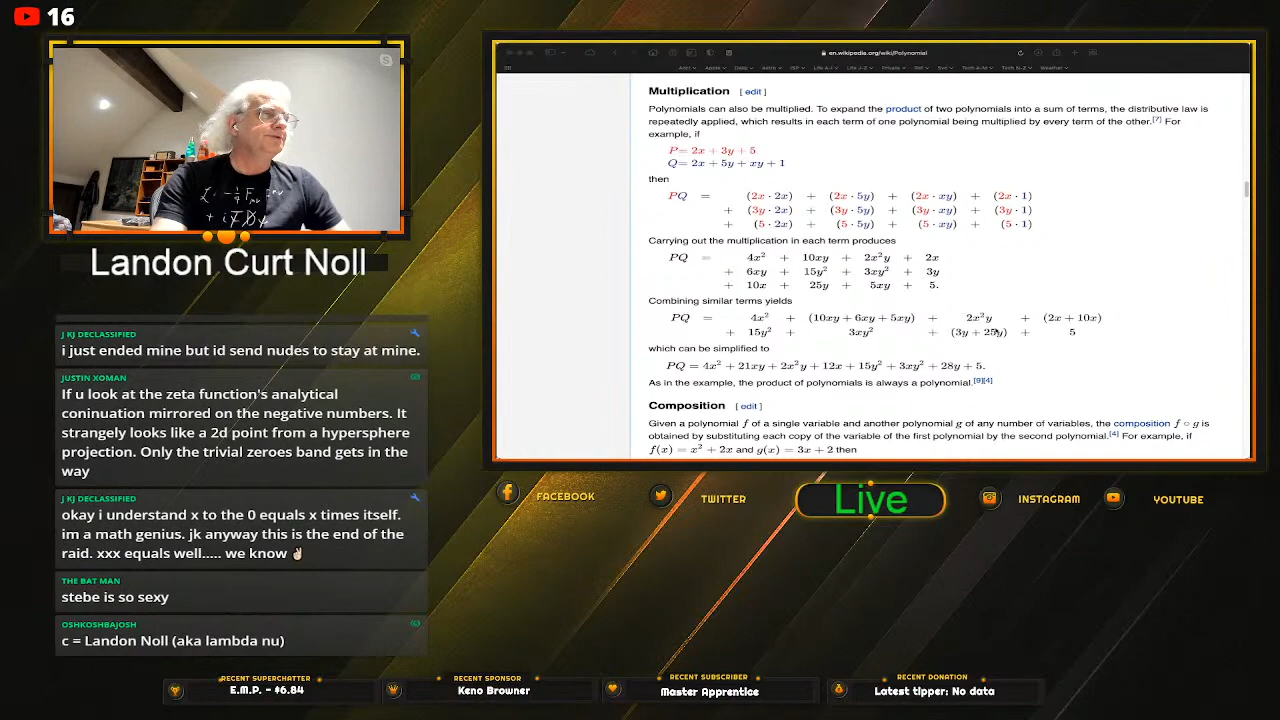 16
en.wikipedia.org/wiki/Polynomial
Multiplication [ edit ]
Polynomials can also be multiplied. To expand the product of two polynomials into a sum of terms, the distributive law is
repeatedly applied, which results in each term of one polynomial being multiplied by every term of the other.[7] For
example, if
P = 2x + 3y + 5
Q = 2x + 5y + xy + 1
then
PQ = (2x · 2x) + (2x · 5y) + (2x · xy) + (2x · 1)
+ (3y · 2x) + (3y · 5y) + (3y · xy) + (3y · 1)
+ (5 · 2x) + (5 · 5y) + (5 · xy) + (5 · 1)
Carrying out the multiplication in each term produces
PQ = 4x² + 10xy + 2x²y + 2x
+ 6xy + 15y² + 3xy² + 3y
+ 10x + 25y + 5xy + 5.
Combining similar terms yields
PQ = 4x² + (10xy + 6xy + 5xy) + 2x²y + (2x + 10x)
+ 15y² + 3xy² + (3y + 25y) + 5
which can be simplified to
PQ = 4x² + 21xy + 2x²y + 12x + 15y² + 3xy² + 28y + 5.
As in the example, the product of polynomials is always a polynomial.[9][4]
Composition [ edit ]
Given a polynomial f of a single variable and another polynomial g of any number of variables, the composition f ∘ g is
obtained by substituting each copy of the variable of the first polynomial by the second polynomial.[4] For example, if
f(x) = x² + 2x and g(x) = 3x + 2 then
Landon Curt Noll
J KJ DECLASSIFIED
i just ended mine but id send nudes to stay at mine.
JUSTIN XOMAN
If u look at the zeta function's analytical
coninuation mirrored on the negative numbers. It
strangely looks like a 2d point from a hypersphere
projection. Only the trivial zeroes band gets in the
way
J KJ DECLASSIFIED
okay i understand x to the 0 equals x times itself.
im a math genius. jk anyway this is the end of the
raid. xxx equals well..... we know ✌🏻
THE BAT MAN
stebe is so sexy
OSHKOSHBAJOSH
c = Landon Noll (aka lambda nu)
FACEBOOK
TWITTER
Live
INSTAGRAM
YOUTUBE
RECENT SUPERCHATTER
E.M.P. - $6.84
RECENT SPONSOR
Keno Browner
RECENT SUBSCRIBER
Master Apprentice
RECENT DONATION
Latest tipper: No data